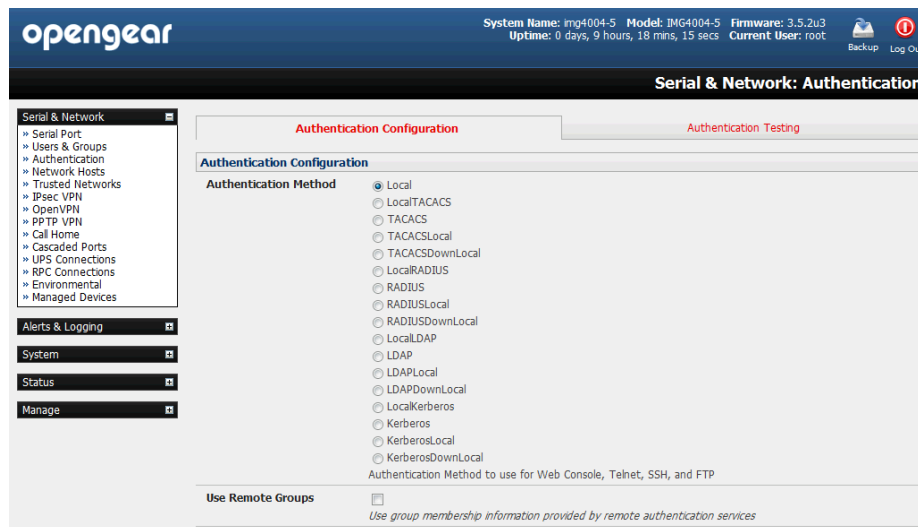 opengear
System Name: img4004-5 Model: IMG4004-5 Firmware: 3.5.2u3
Uptime: 0 days, 9 hours, 18 mins, 15 secs Current User: root
Backup
Log Ou
Serial & Network: Authentication
Serial & Network
» Serial Port
» Users & Groups
» Authentication
» Network Hosts
» Trusted Networks
» IPsec VPN
» OpenVPN
» PPTP VPN
» Call Home
» Cascaded Ports
» UPS Connections
» RPC Connections
» Environmental
» Managed Devices
Alerts & Logging
System
Status
Manage
Authentication Configuration
Authentication Testing
Authentication Configuration
Authentication Method
Local
LocalTACACS
TACACS
TACACSLocal
TACACSDownLocal
LocalRADIUS
RADIUS
RADIUSLocal
RADIUSDownLocal
LocalLDAP
LDAP
LDAPLocal
LDAPDownLocal
LocalKerberos
Kerberos
KerberosLocal
KerberosDownLocal
Authentication Method to use for Web Console, Telnet, SSH, and FTP
Use Remote Groups
Use group membership information provided by remote authentication services